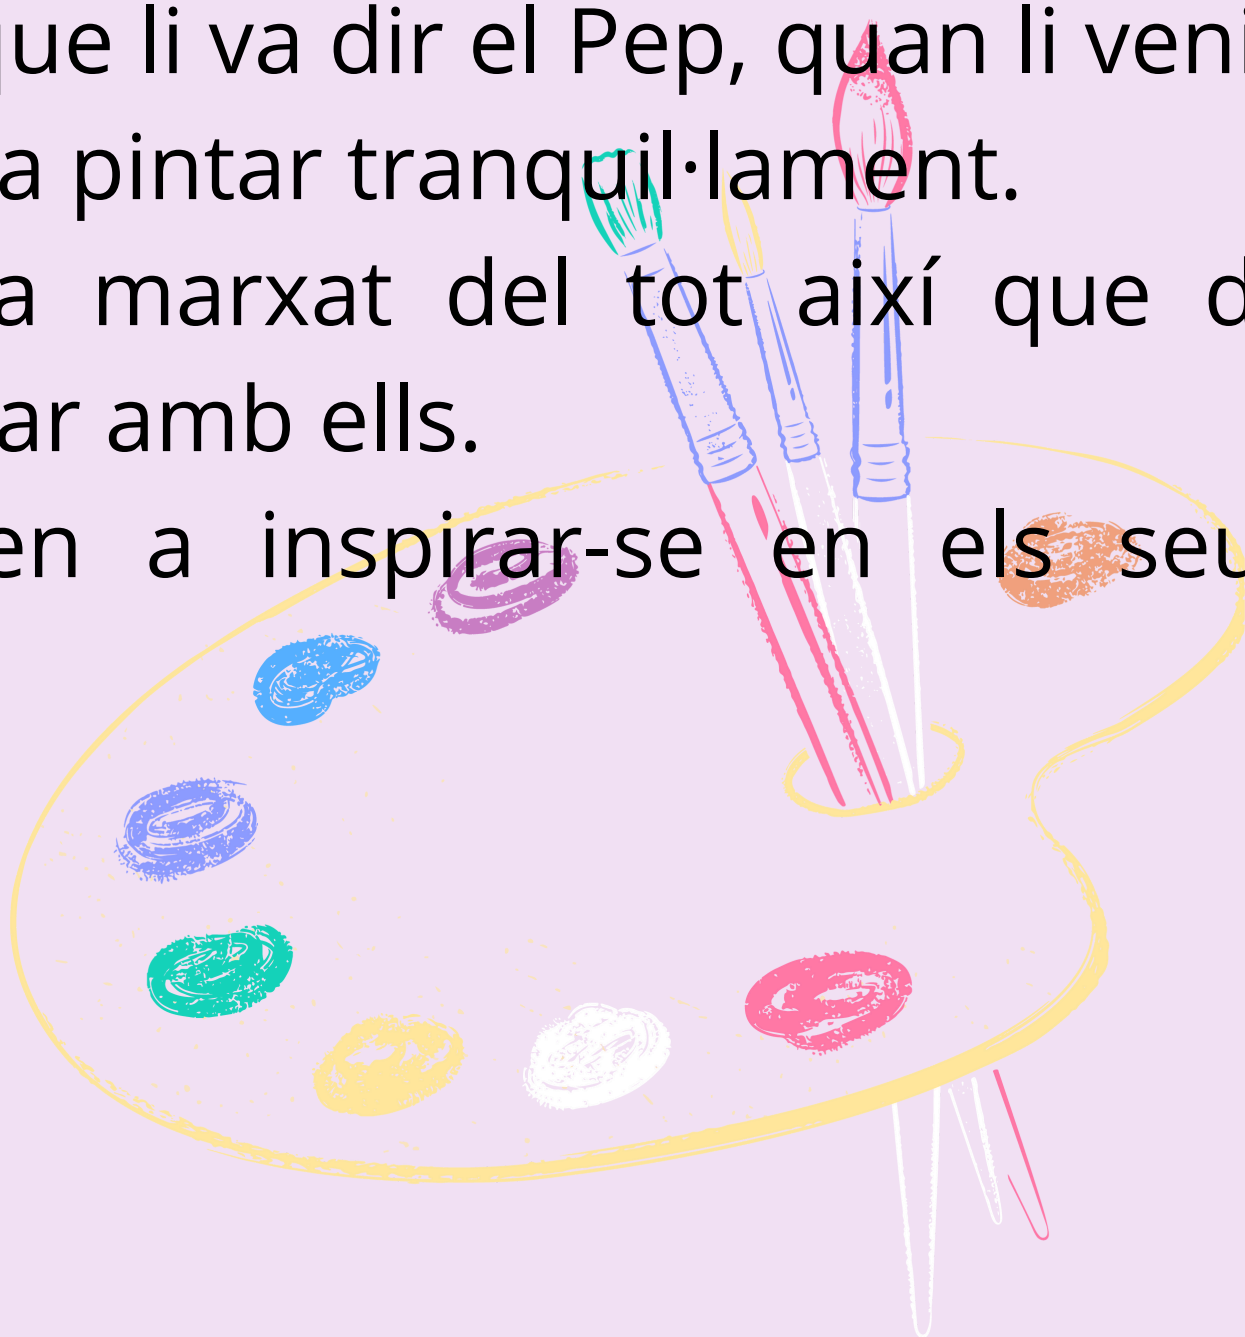 que li va dir el Pep, quan li veni
a pintar tranquil·lament.
a marxat del tot així que d
ar amb ells.
en a inspirar-se en els seu